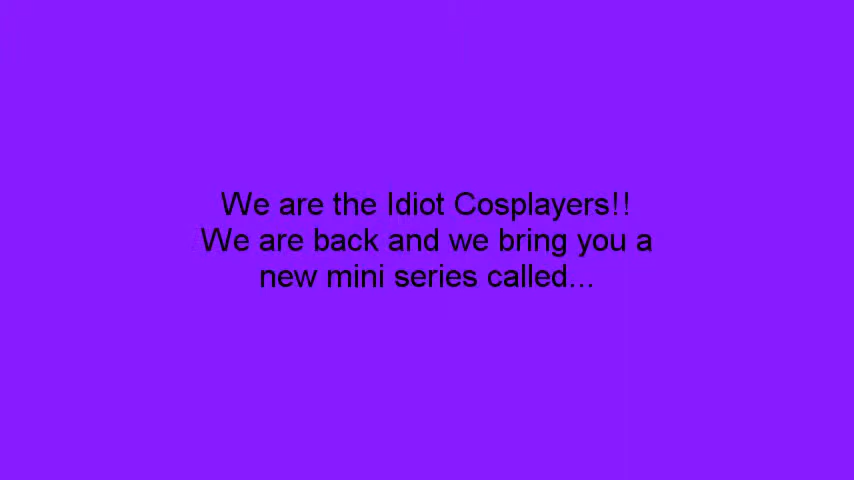 We are the Idiot Cosplayers!!
We are back and we bring you a
new mini series called...